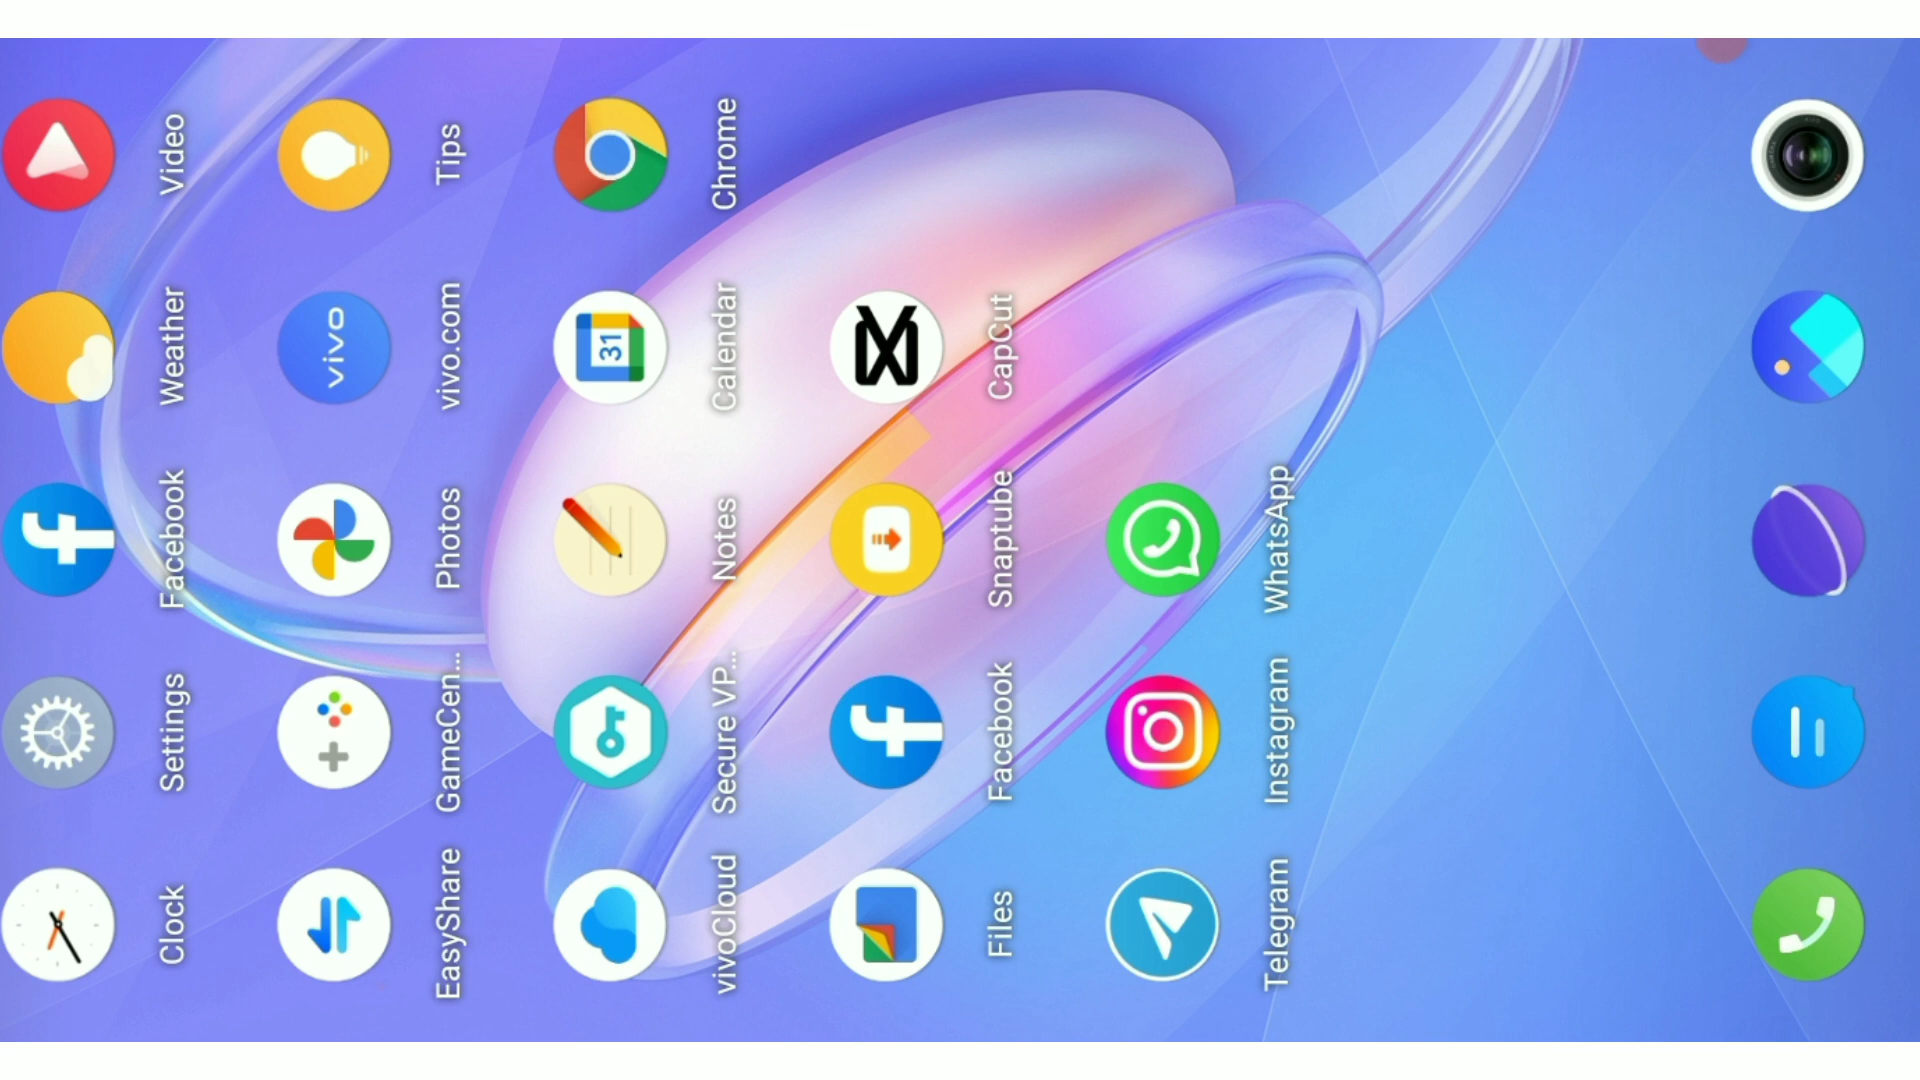 Clock Settings Facebook Weather Video
vivo
EasyShare GameCen... Photos vivo.com Tips
31
vivoCloud Secure VP... Notes Calendar Chrome
Files Facebook Snaptube CapCut
Telegram Instagram WhatsApp